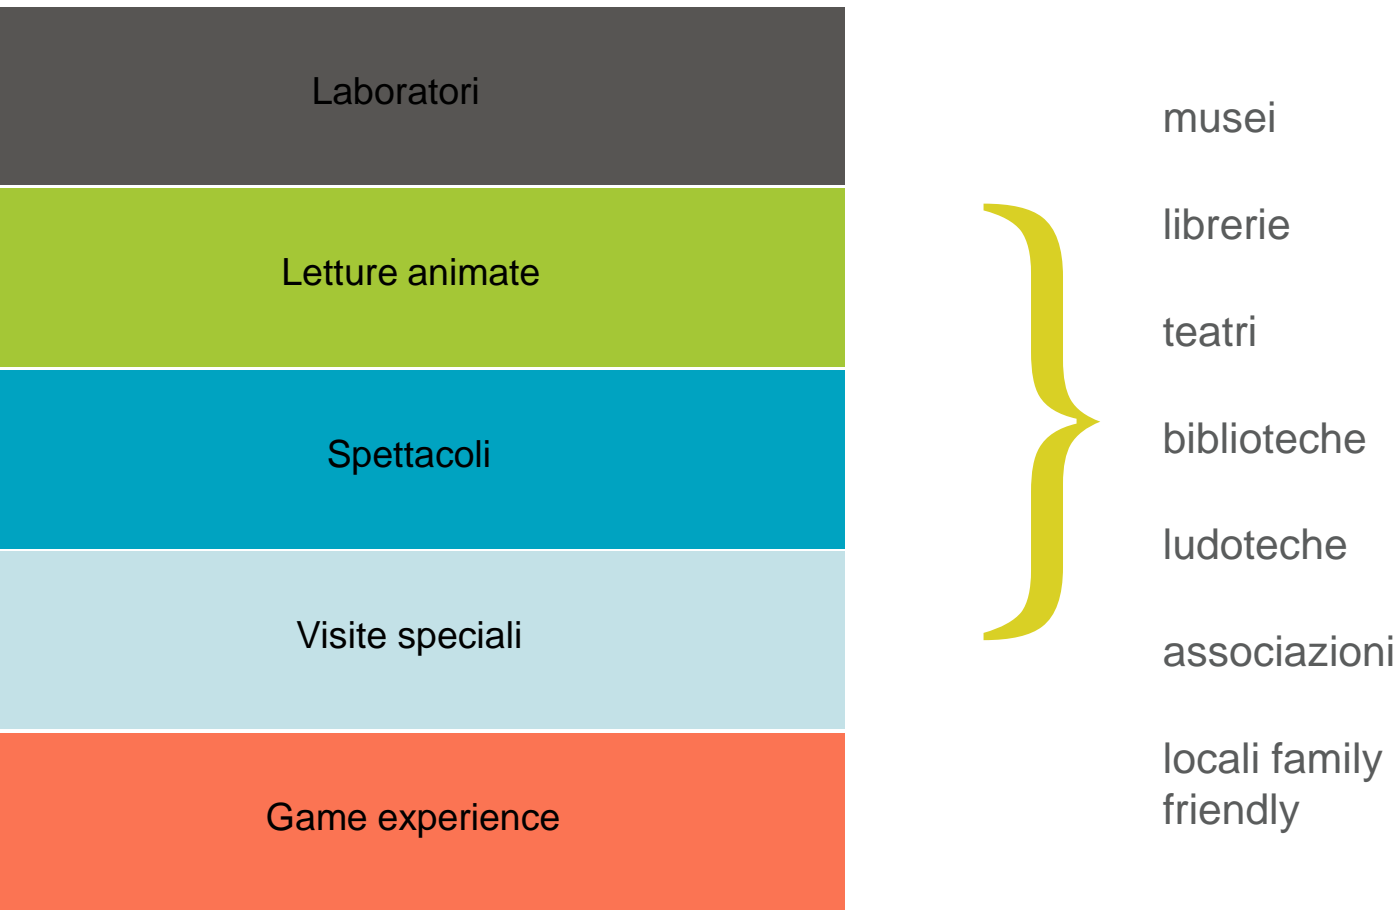 Laboratori
Letture animate
Spettacoli
Visite speciali
Game experience
musei
librerie
teatri
biblioteche
ludoteche
associazioni
locali family
friendly